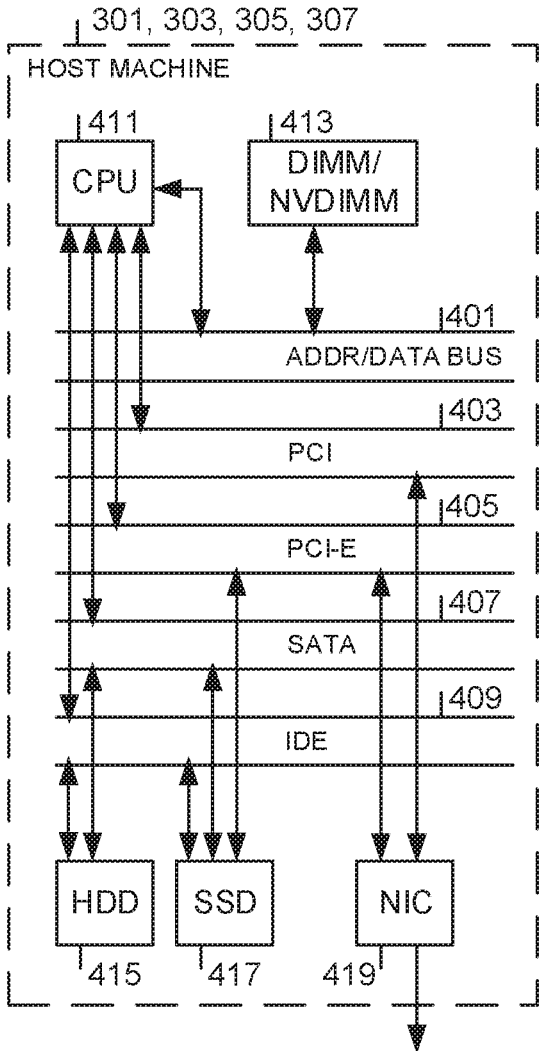 301, 303, 305, 307
HOST MACHINE
411
413
CPU
DIMM/
NVDIMM
401
ADDR/DATA BUS
403
PCI
405
PCI-E
407
SATA
409
IDE
HDD
SSD
NIC
415
417
419